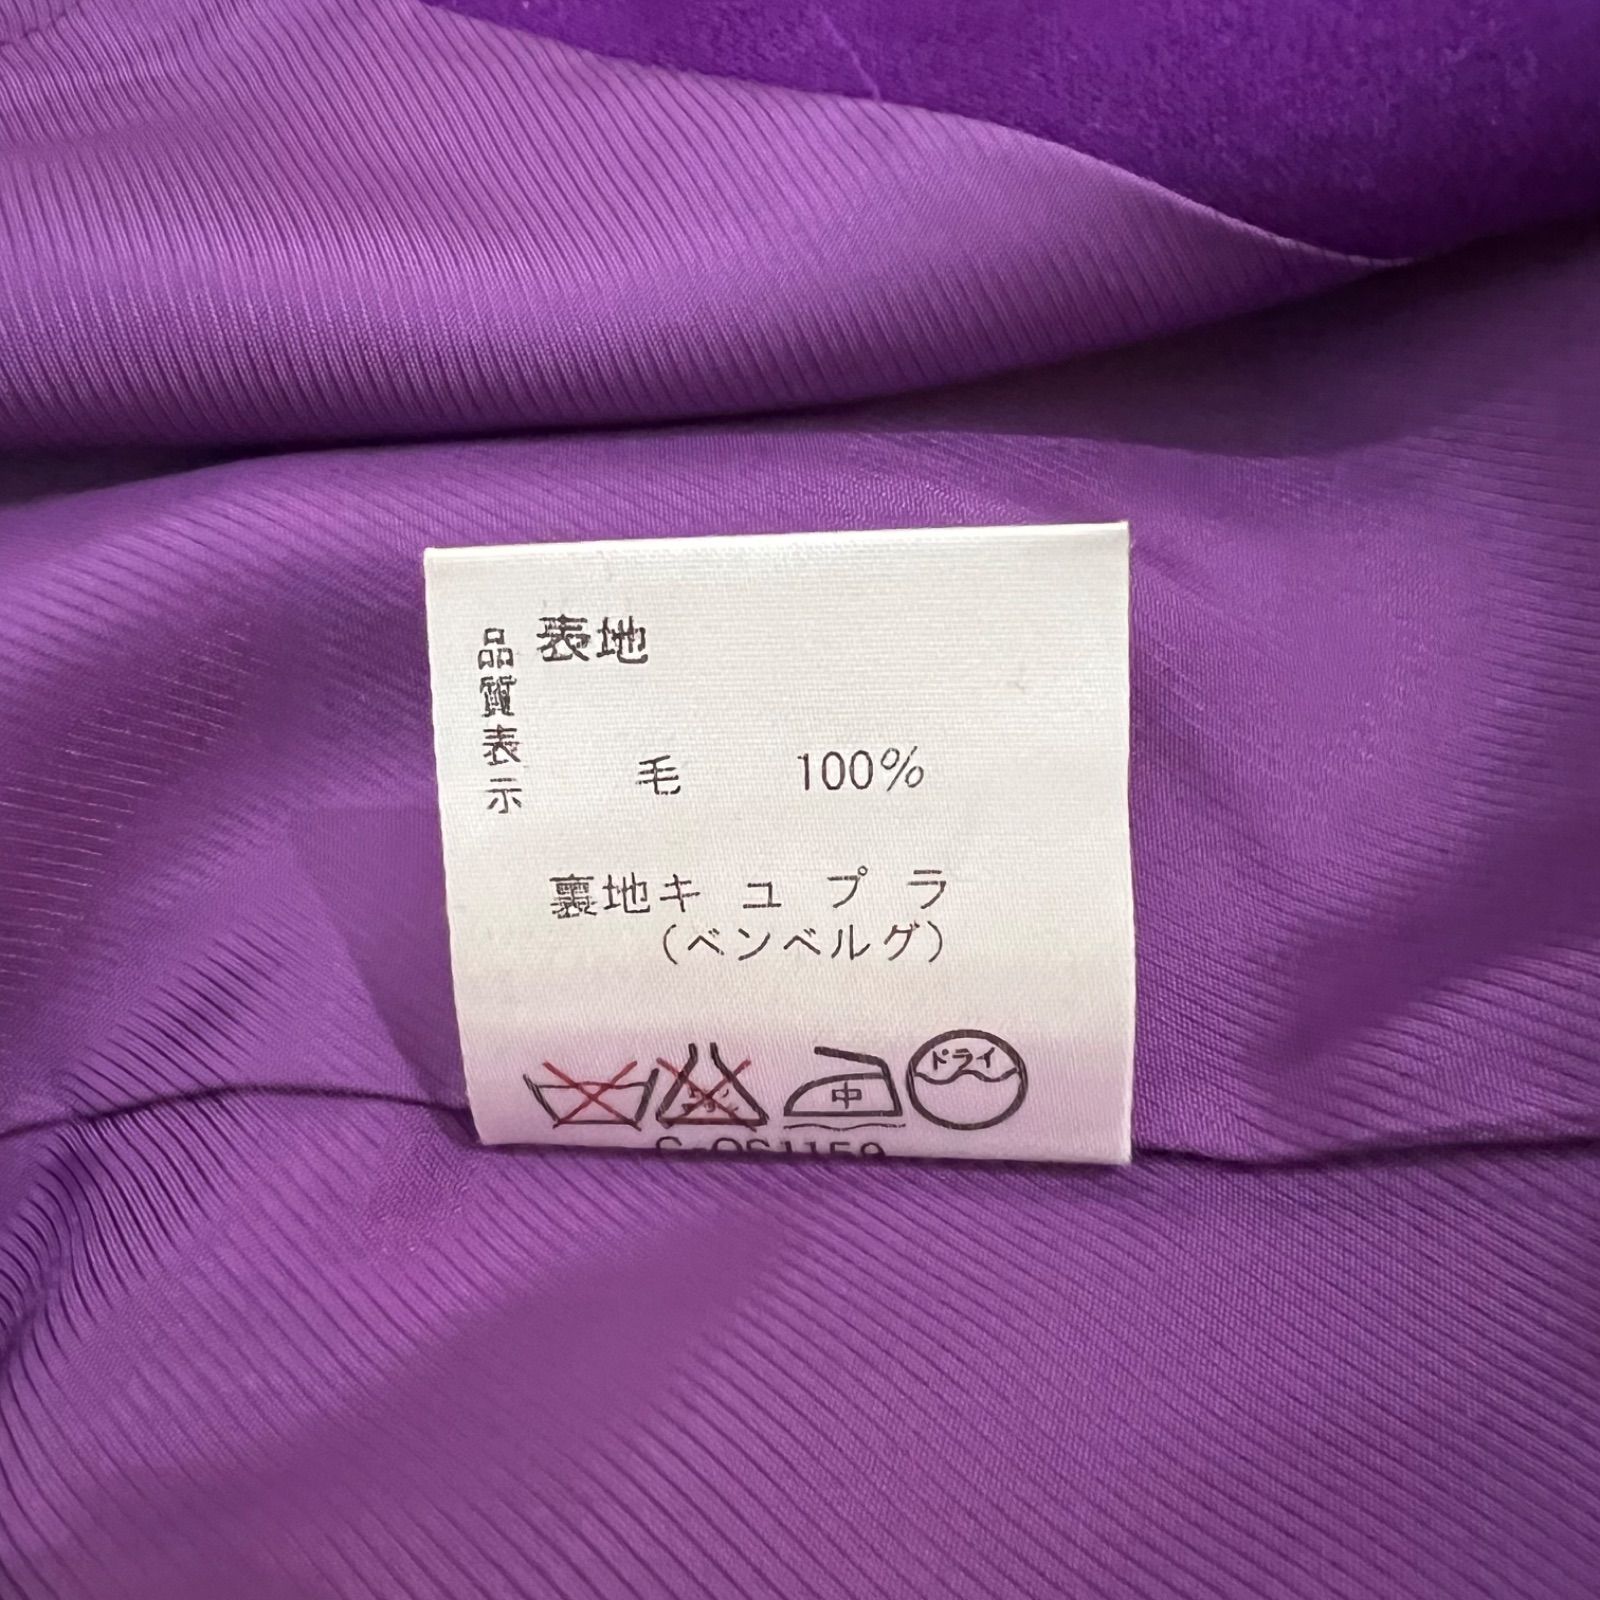 品質表示
表地
毛 100%
裏地キュプラ
(ベンベルグ)
中
ドライ